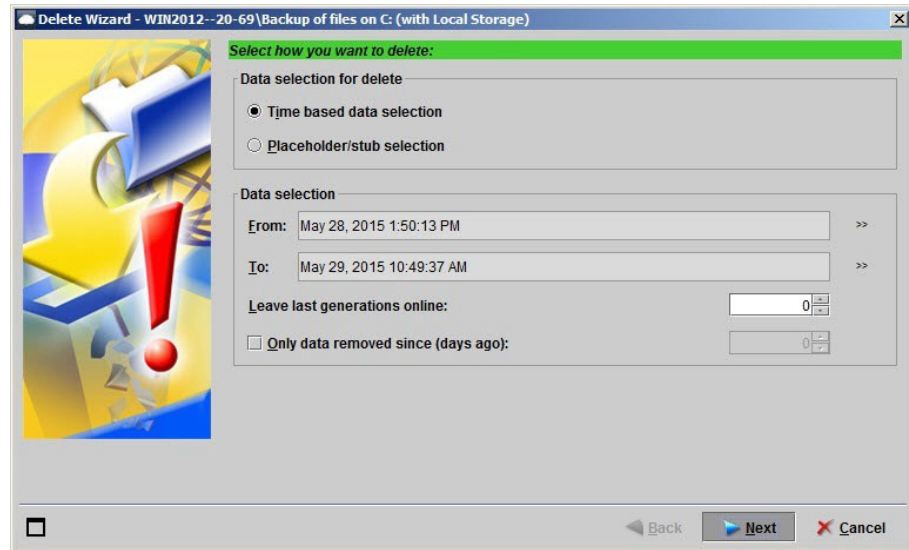 Delete Wizard - WIN2012--20-69\Backup of files on C: (with Local Storage)
Select how you want to delete:
Data selection for delete
Time based data selection
Placeholder/stub selection
Data selection
From: May 28, 2015 1:50:13 PM >>
To: May 29, 2015 10:49:37 AM >>
Leave last generations online: 0
Only data removed since (days ago): 0
Back Next Cancel